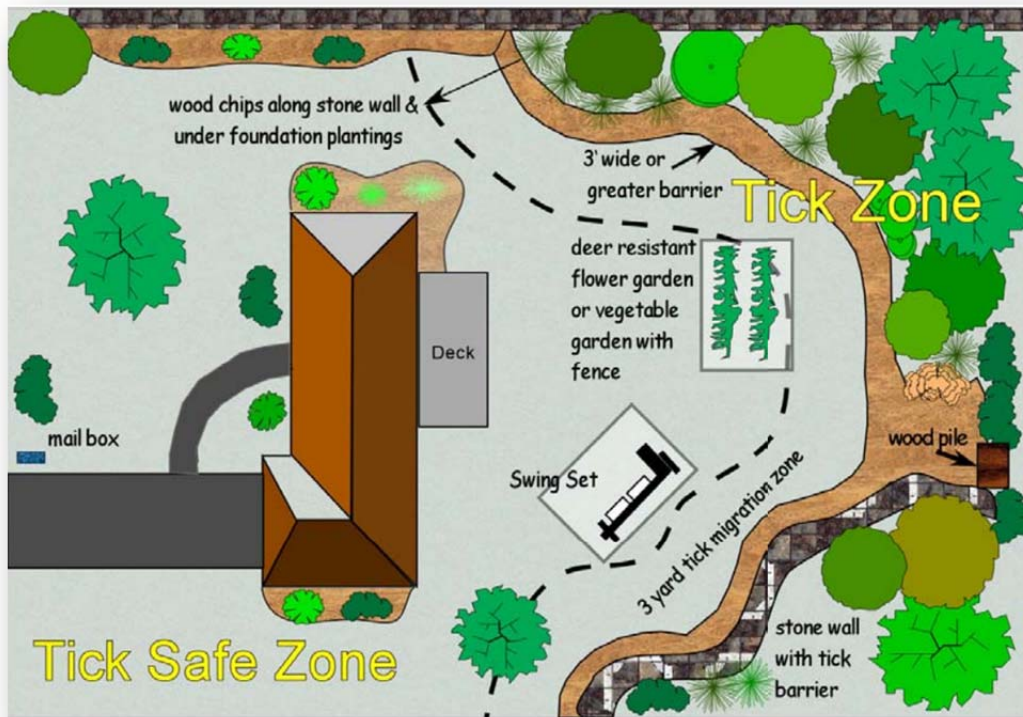 wood chips along stone wall &
under foundation plantings
3' wide or
greater barrier
Tick Zone
deer resistant
flower garden
or vegetable
garden with
fence
Deck
mail box
wood pile
Swing Set
3 yard tick migration zone
stone wall
with tick
barrier
Tick Safe Zone